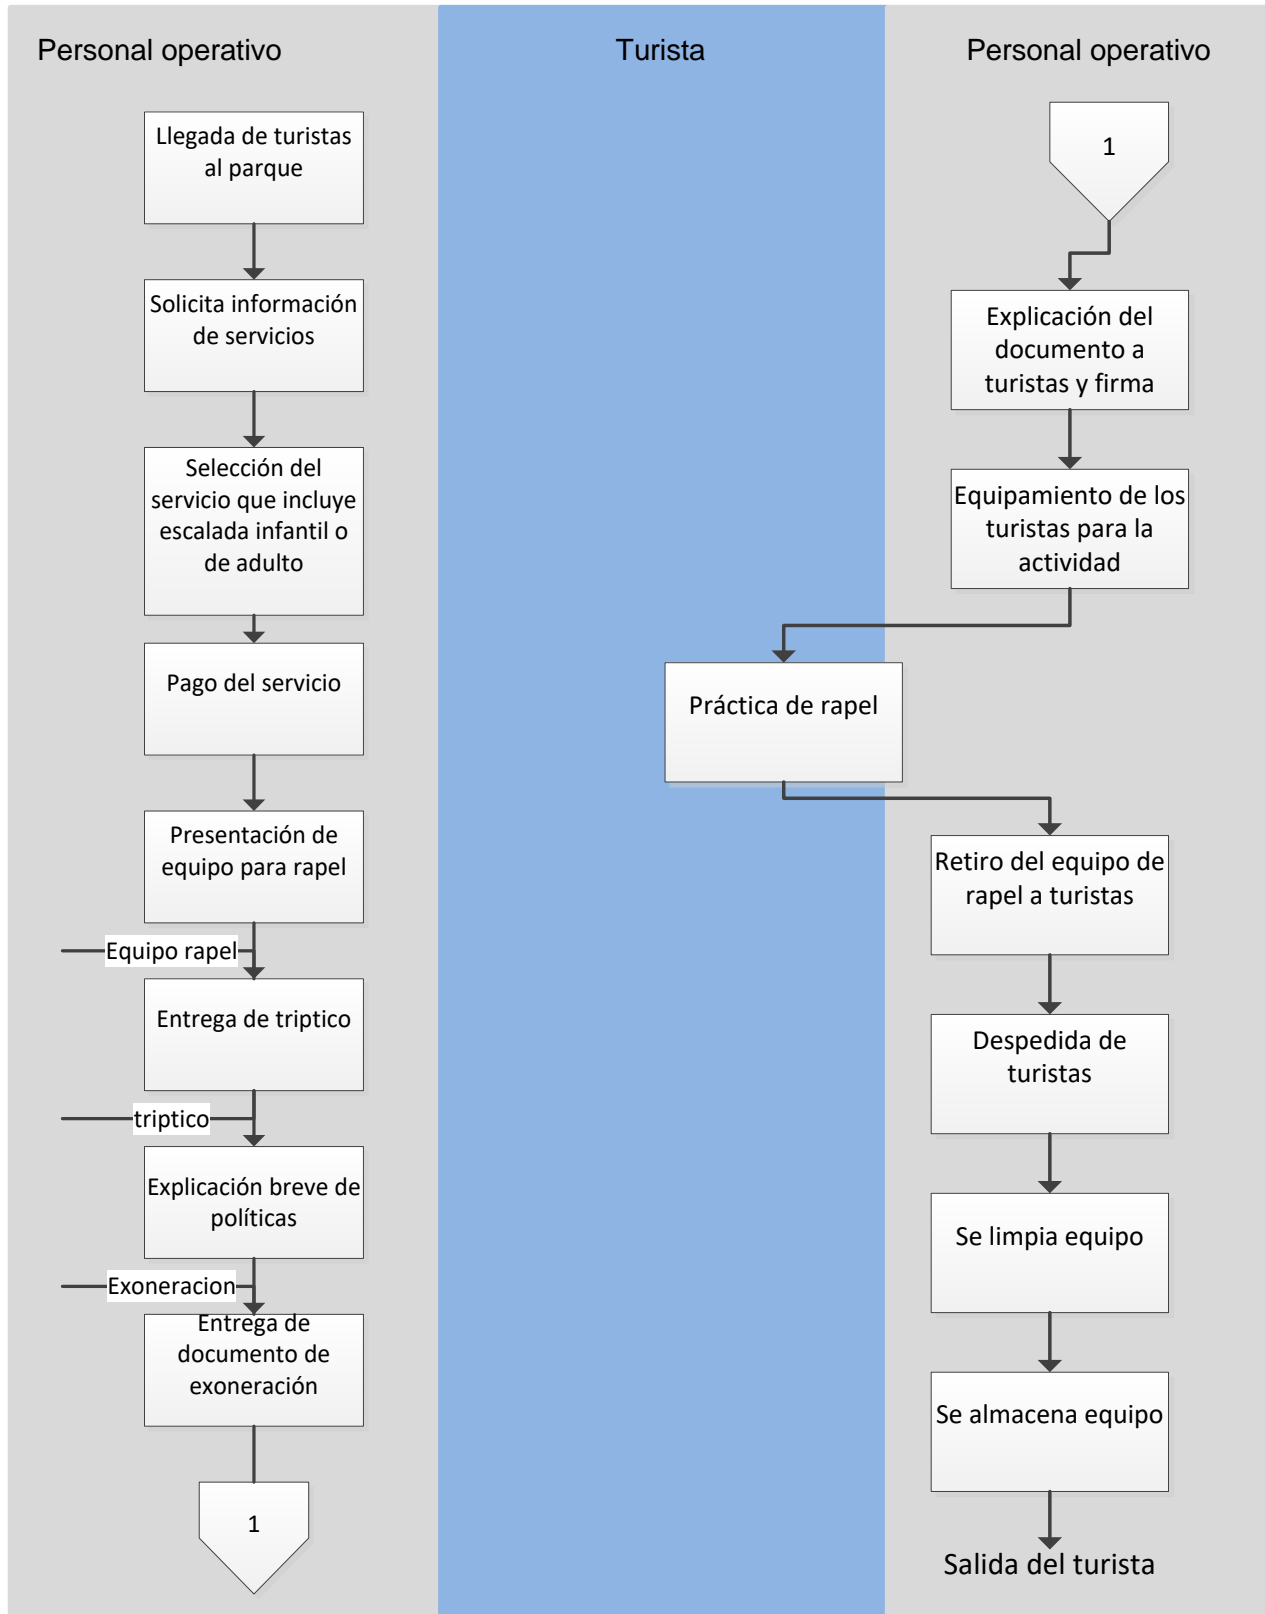 Personal operativo
Turista
Personal operativo
Llegada de turistas
al parque
Solicita información
de servicios
Selección del
servicio que incluye
escalada infantil o
de adulto
Pago del servicio
Presentación de
equipo para rapel
Equipo rapel
Entrega de triptico
triptico
Explicación breve de
políticas
Exoneracion
Entrega de
documento de
exoneración
1
1
Explicación del
documento a
turistas y firma
Equipamiento de los
turistas para la
actividad
Práctica de rapel
Retiro del equipo de
rapel a turistas
Despedida de
turistas
Se limpia equipo
Se almacena equipo
Salida del turista